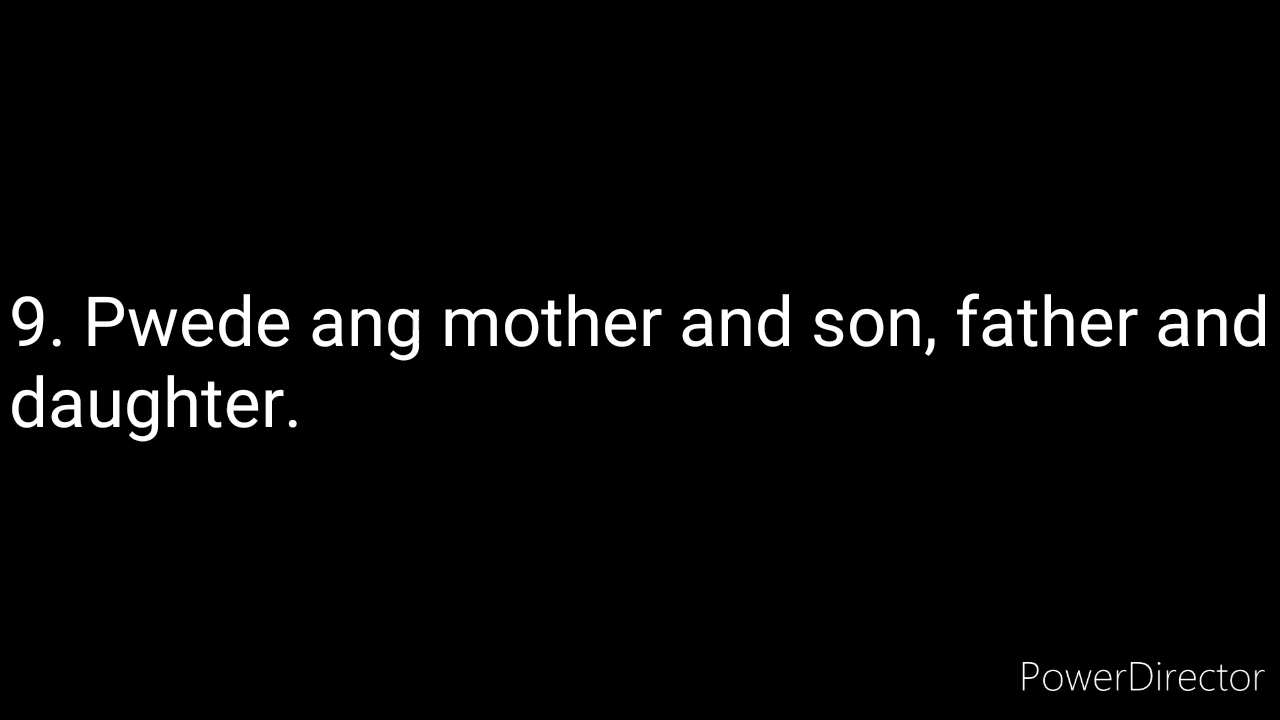 9. Pwede ang mother and son, father and
daughter.
PowerDirector